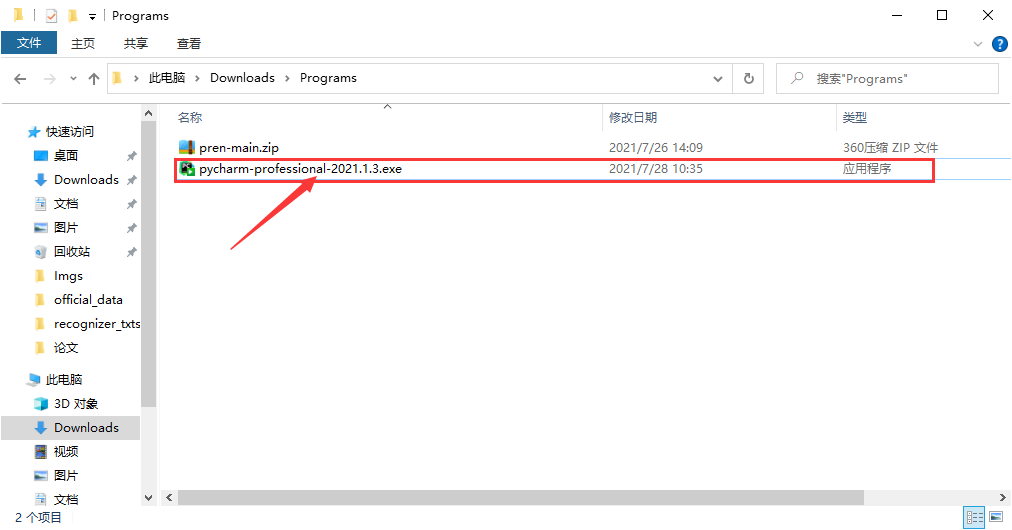 Programs
文件 主页 共享 查看
此电脑 Downloads Programs 搜索"Programs"
名称 修改日期 类型
pren-main.zip 2021/7/26 14:09 360压缩 ZIP 文件
pycharm-professional-2021.1.3.exe 2021/7/28 10:35 应用程序
快速访问
桌面
Downloads
文档
图片
回收站
Imgs
official_data
recognizer_txts
论文
此电脑
3D 对象
Downloads
视频
图片
文档
2 个项目